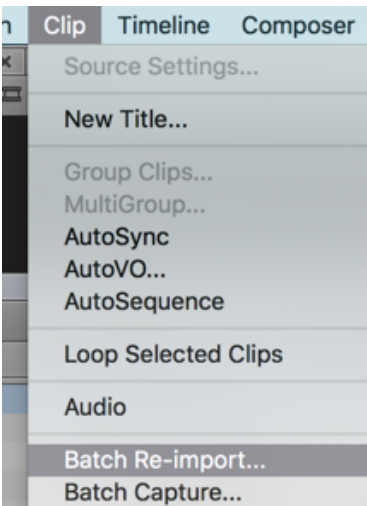 Clip Timeline Composer
Source Settings...
New Title...
Group Clips...
MultiGroup...
AutoSync
AutoVO...
AutoSequence
Loop Selected Clips
Audio
Batch Re-import...
Batch Capture...